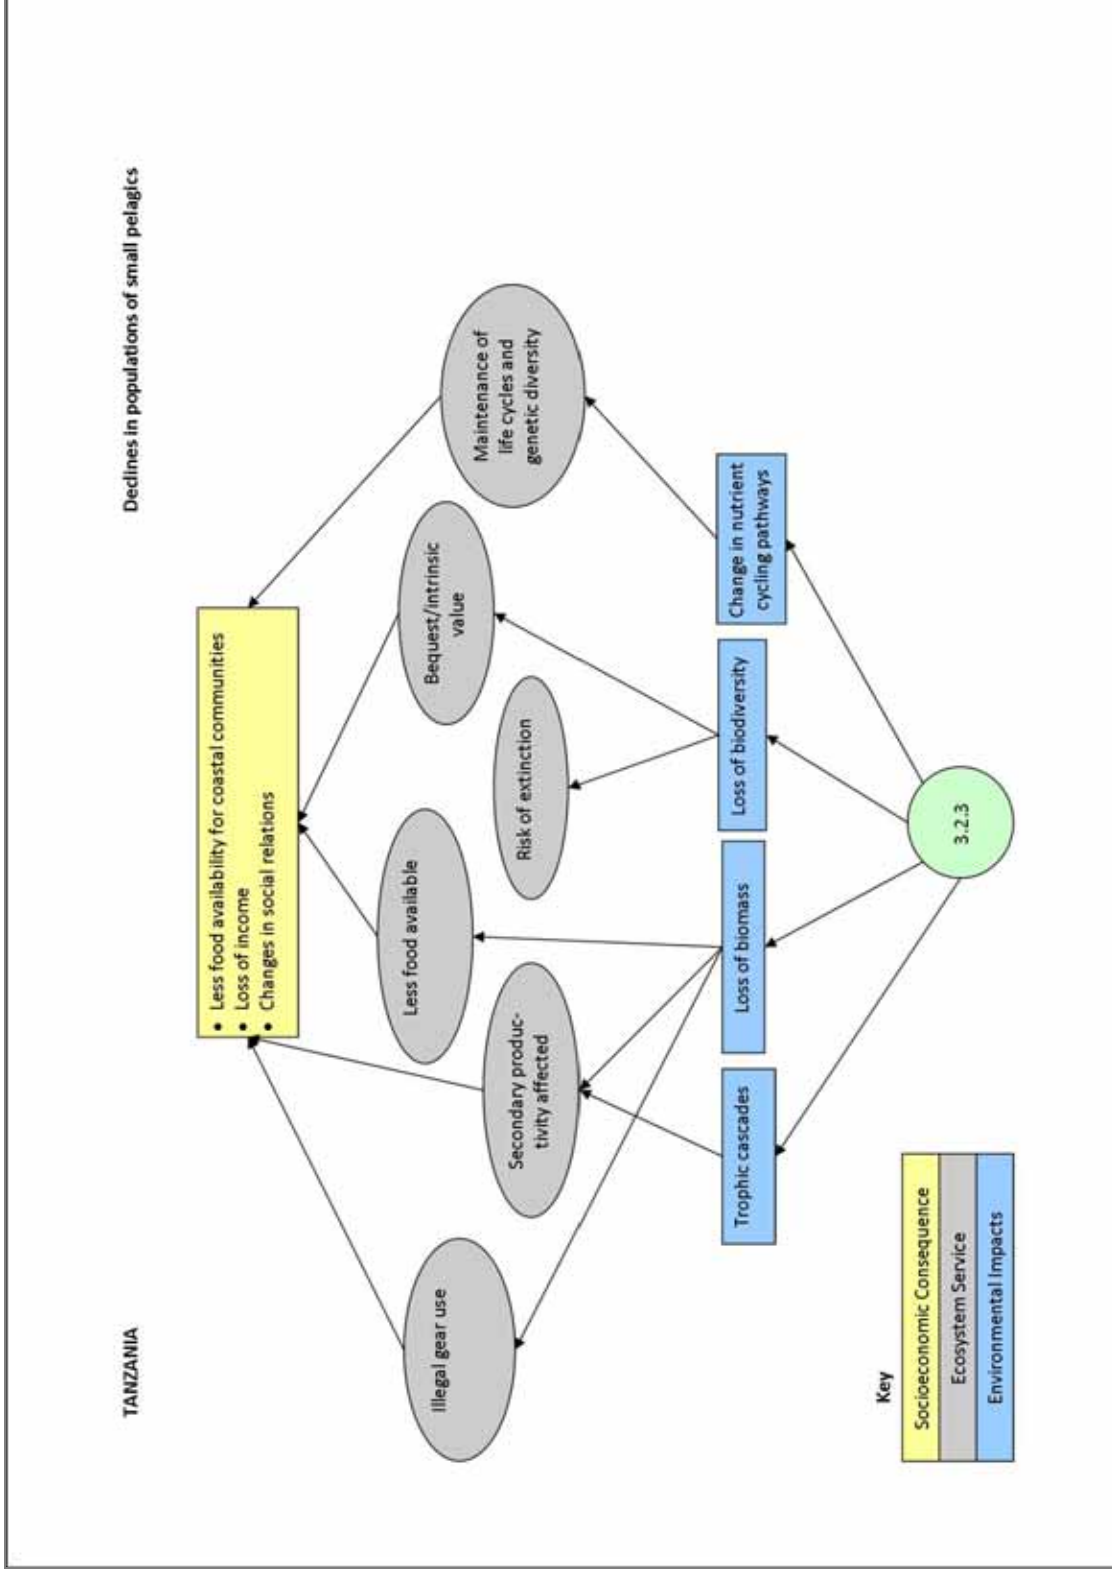 TANZANIA
Declines in populations of small pelagics
• Less food availability for coastal communities
• Loss of income
• Changes in social relations
Illegal gear use
Secondary produc-
tivity affected
Less food available
Risk of extinction
Bequest/intrinsic
value
Maintenance of
life cycles and
genetic diversity
Trophic cascades
Loss of biomass
Loss of biodiversity
Change in nutrient
cycling pathways
3.2.3
Key
Socioeconomic Consequence
Ecosystem Service
Environmental Impacts